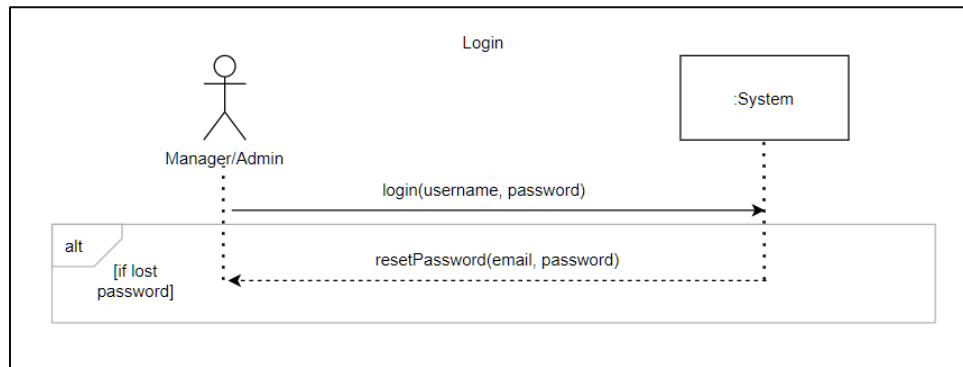 Login
:System
Manager/Admin
login(username, password)
alt
[if lost
password]
resetPassword(email, password)